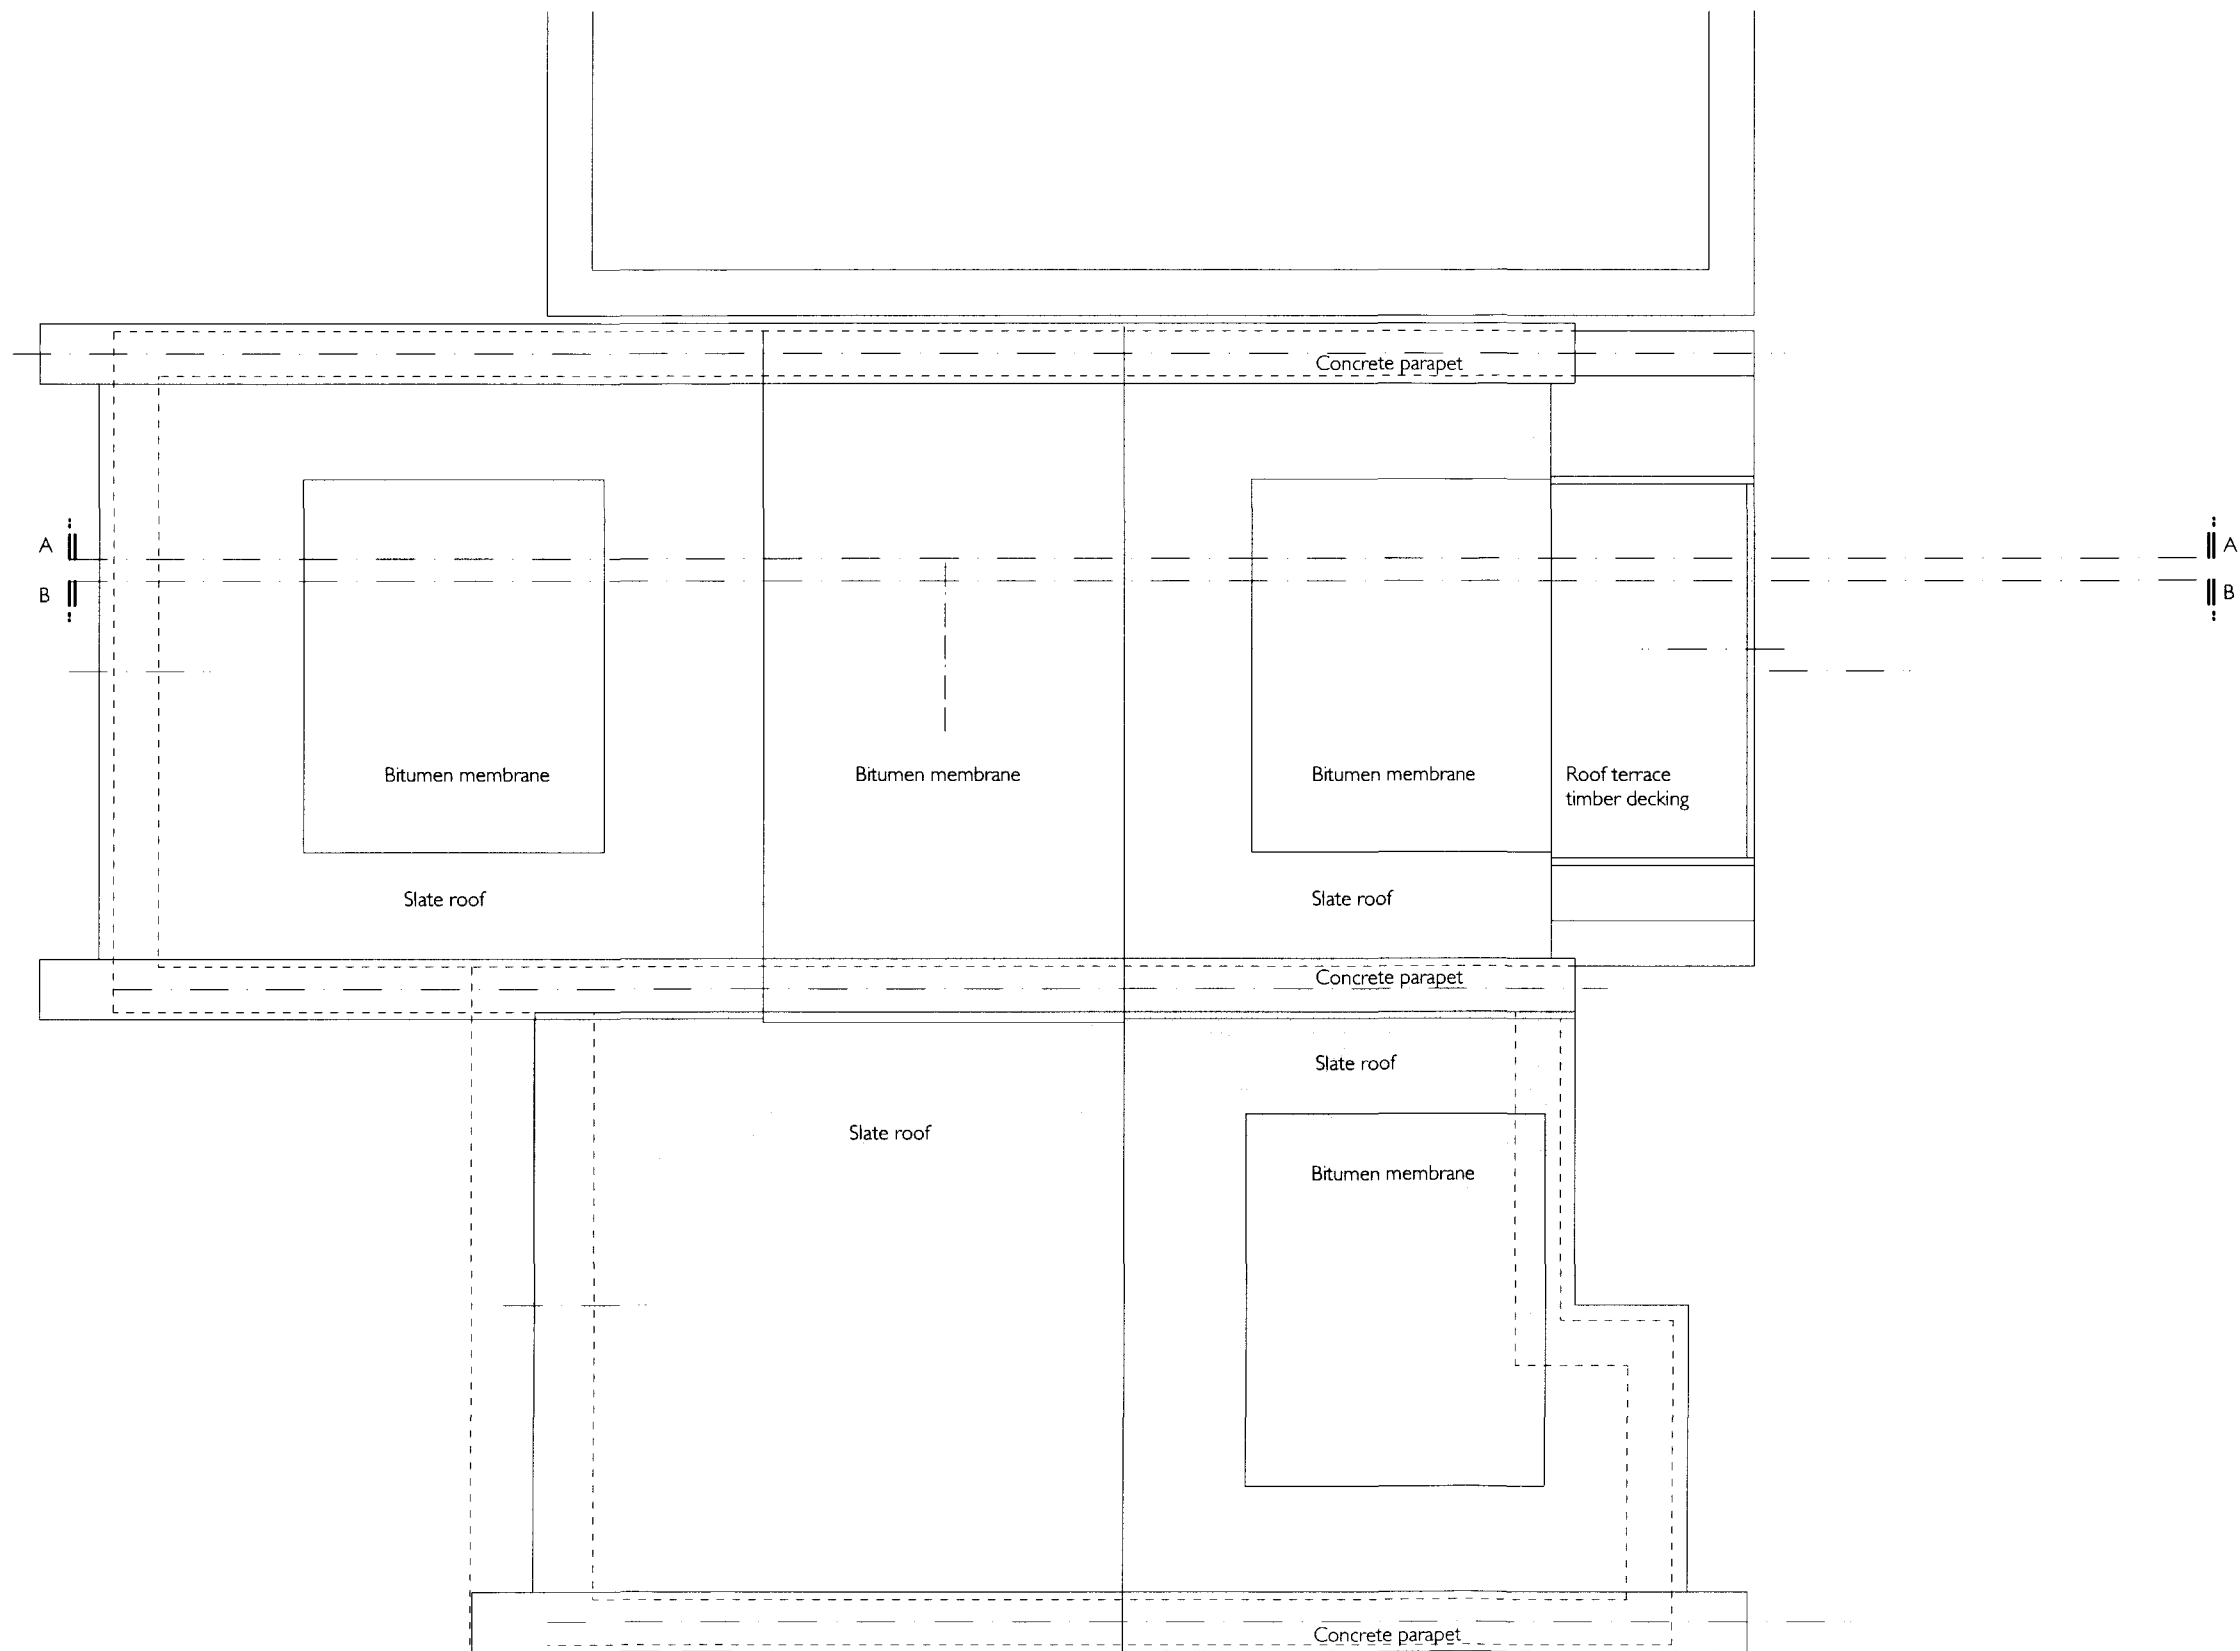 Concrete parapet
A
A
B
B
Bitumen membrane
Bitumen membrane
Bitumen membrane
Roof terrace
timber decking
Slate roof
Slate roof
Concrete parapet
Slate roof
Slate roof
Bitumen membrane
Concrete parapet